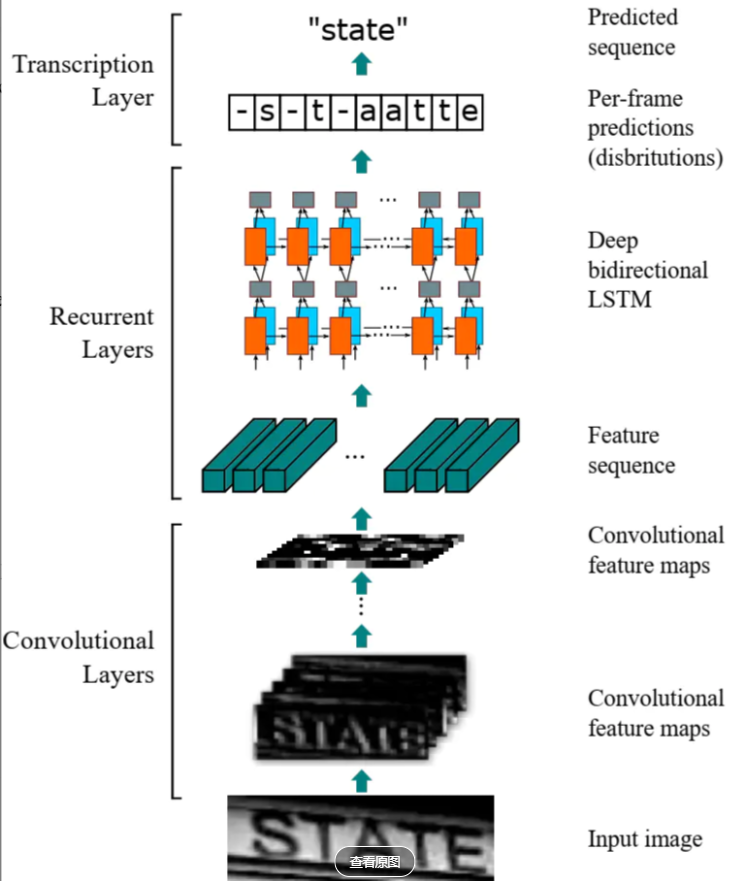 "state"
Predicted
sequence
Transcription
Layer
- s - t - a a t t e
Per-frame
predictions
(disbritutions)
Recurrent
Layers
Deep
bidirectional
LSTM
Feature
sequence
Convolutional
Layers
Convolutional
feature maps
STATE
Convolutional
feature maps
STATE
Input image
查看原图